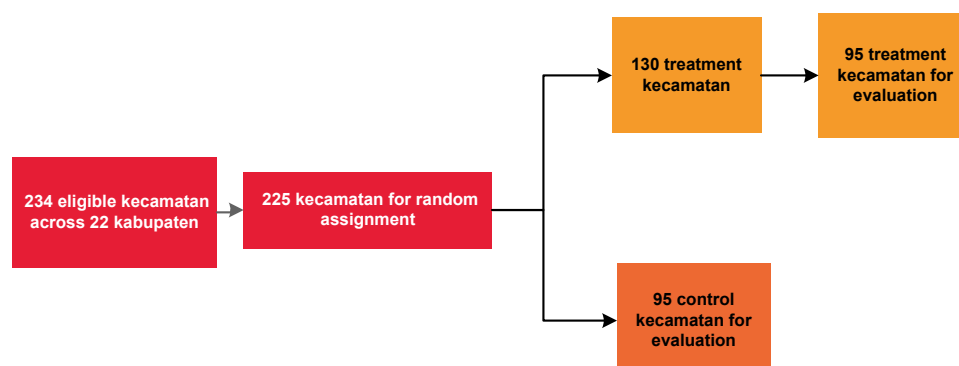 234 eligible kecamatan
across 22 kabupaten
225 kecamatan for random
assignment
130 treatment
kecamatan
95 treatment
kecamatan for
evaluation
95 control
kecamatan for
evaluation